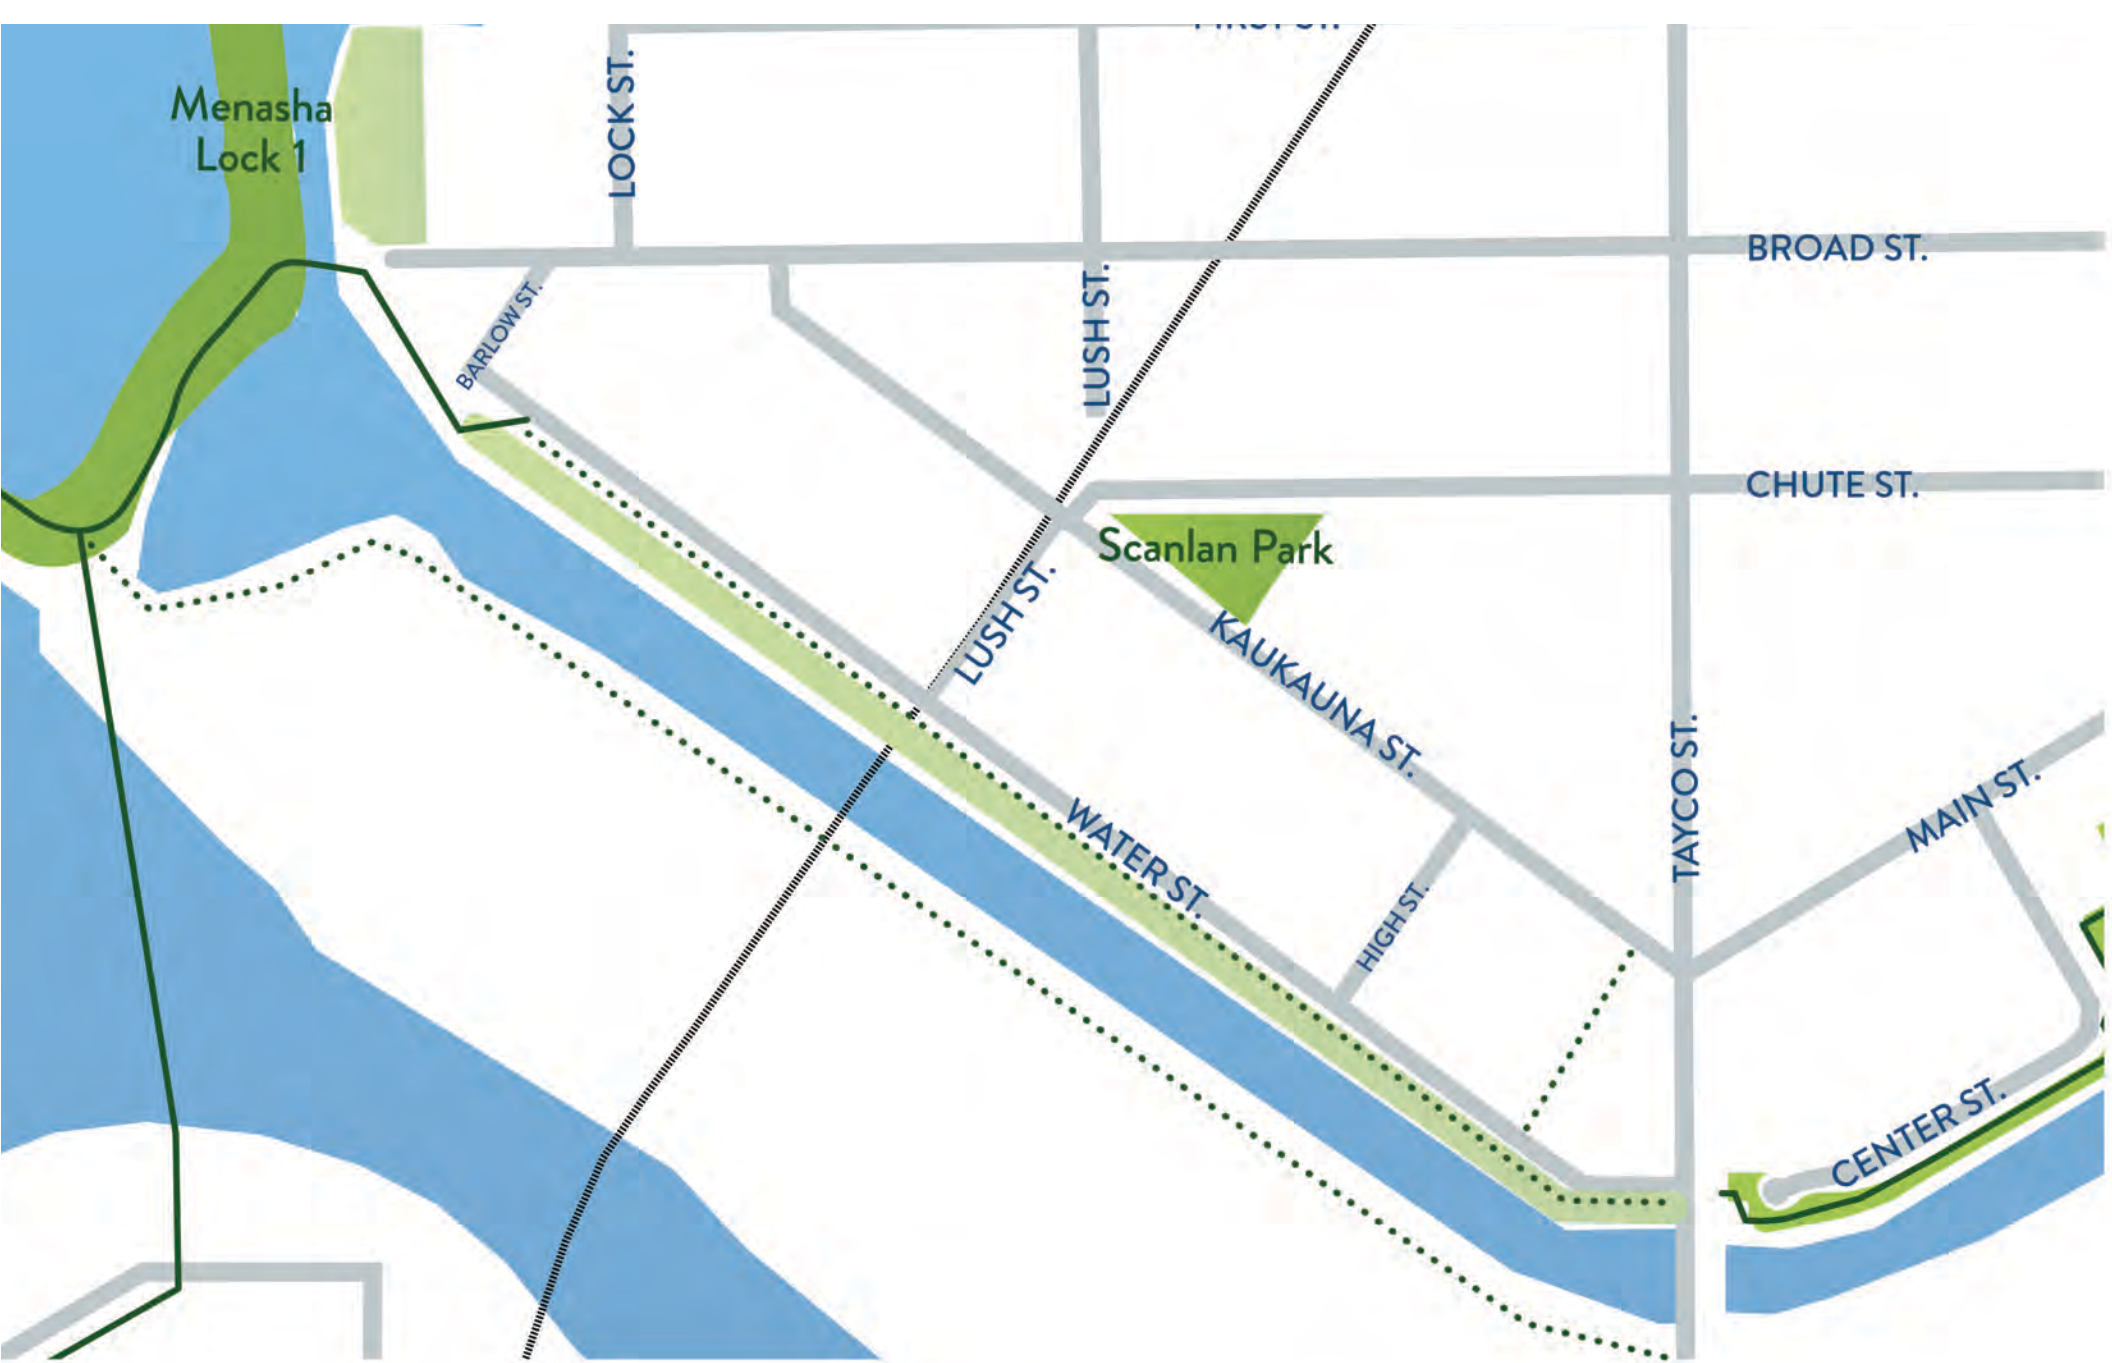 LOCK ST.
Menasha
Lock 1
BROAD ST.
BARLOW ST.
LUSH ST.
CHUTE ST.
Scanlan Park
LUSH ST.
KAUKAUNA ST.
TAYCO ST.
MAIN ST.
WATER ST.
HIGH ST.
CENTER ST.